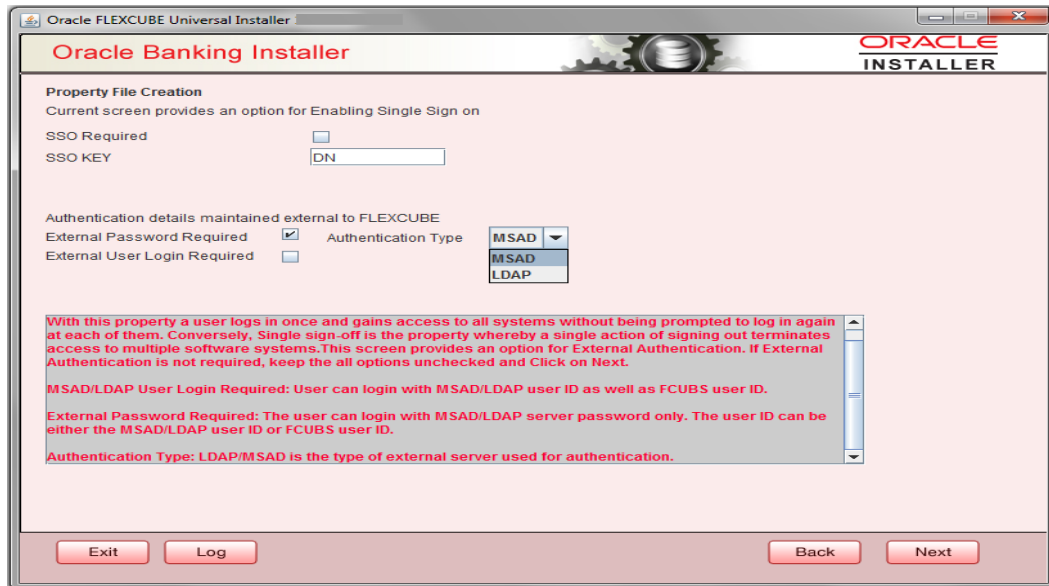 Oracle FLEXCUBE Universal Installer
Oracle Banking Installer
ORACLE
INSTALLER
Property File Creation
Current screen provides an option for Enabling Single Sign on
SSO Required
SSO KEY DN
Authentication details maintained external to FLEXCUBE
External Password Required Authentication Type MSAD
External User Login Required MSAD
LDAP
With this property a user logs in once and gains access to all systems without being prompted to log in again
at each of them. Conversely, Single sign-off is the property whereby a single action of signing out terminates
access to multiple software systems.This screen provides an option for External Authentication. If External
Authentication is not required, keep the all options unchecked and Click on Next.
MSAD/LDAP User Login Required: User can login with MSAD/LDAP user ID as well as FCUBS user ID.
External Password Required: The user can login with MSAD/LDAP server password only. The user ID can be
either the MSAD/LDAP user ID or FCUBS user ID.
Authentication Type: LDAP/MSAD is the type of external server used for authentication.
Exit Log Back Next